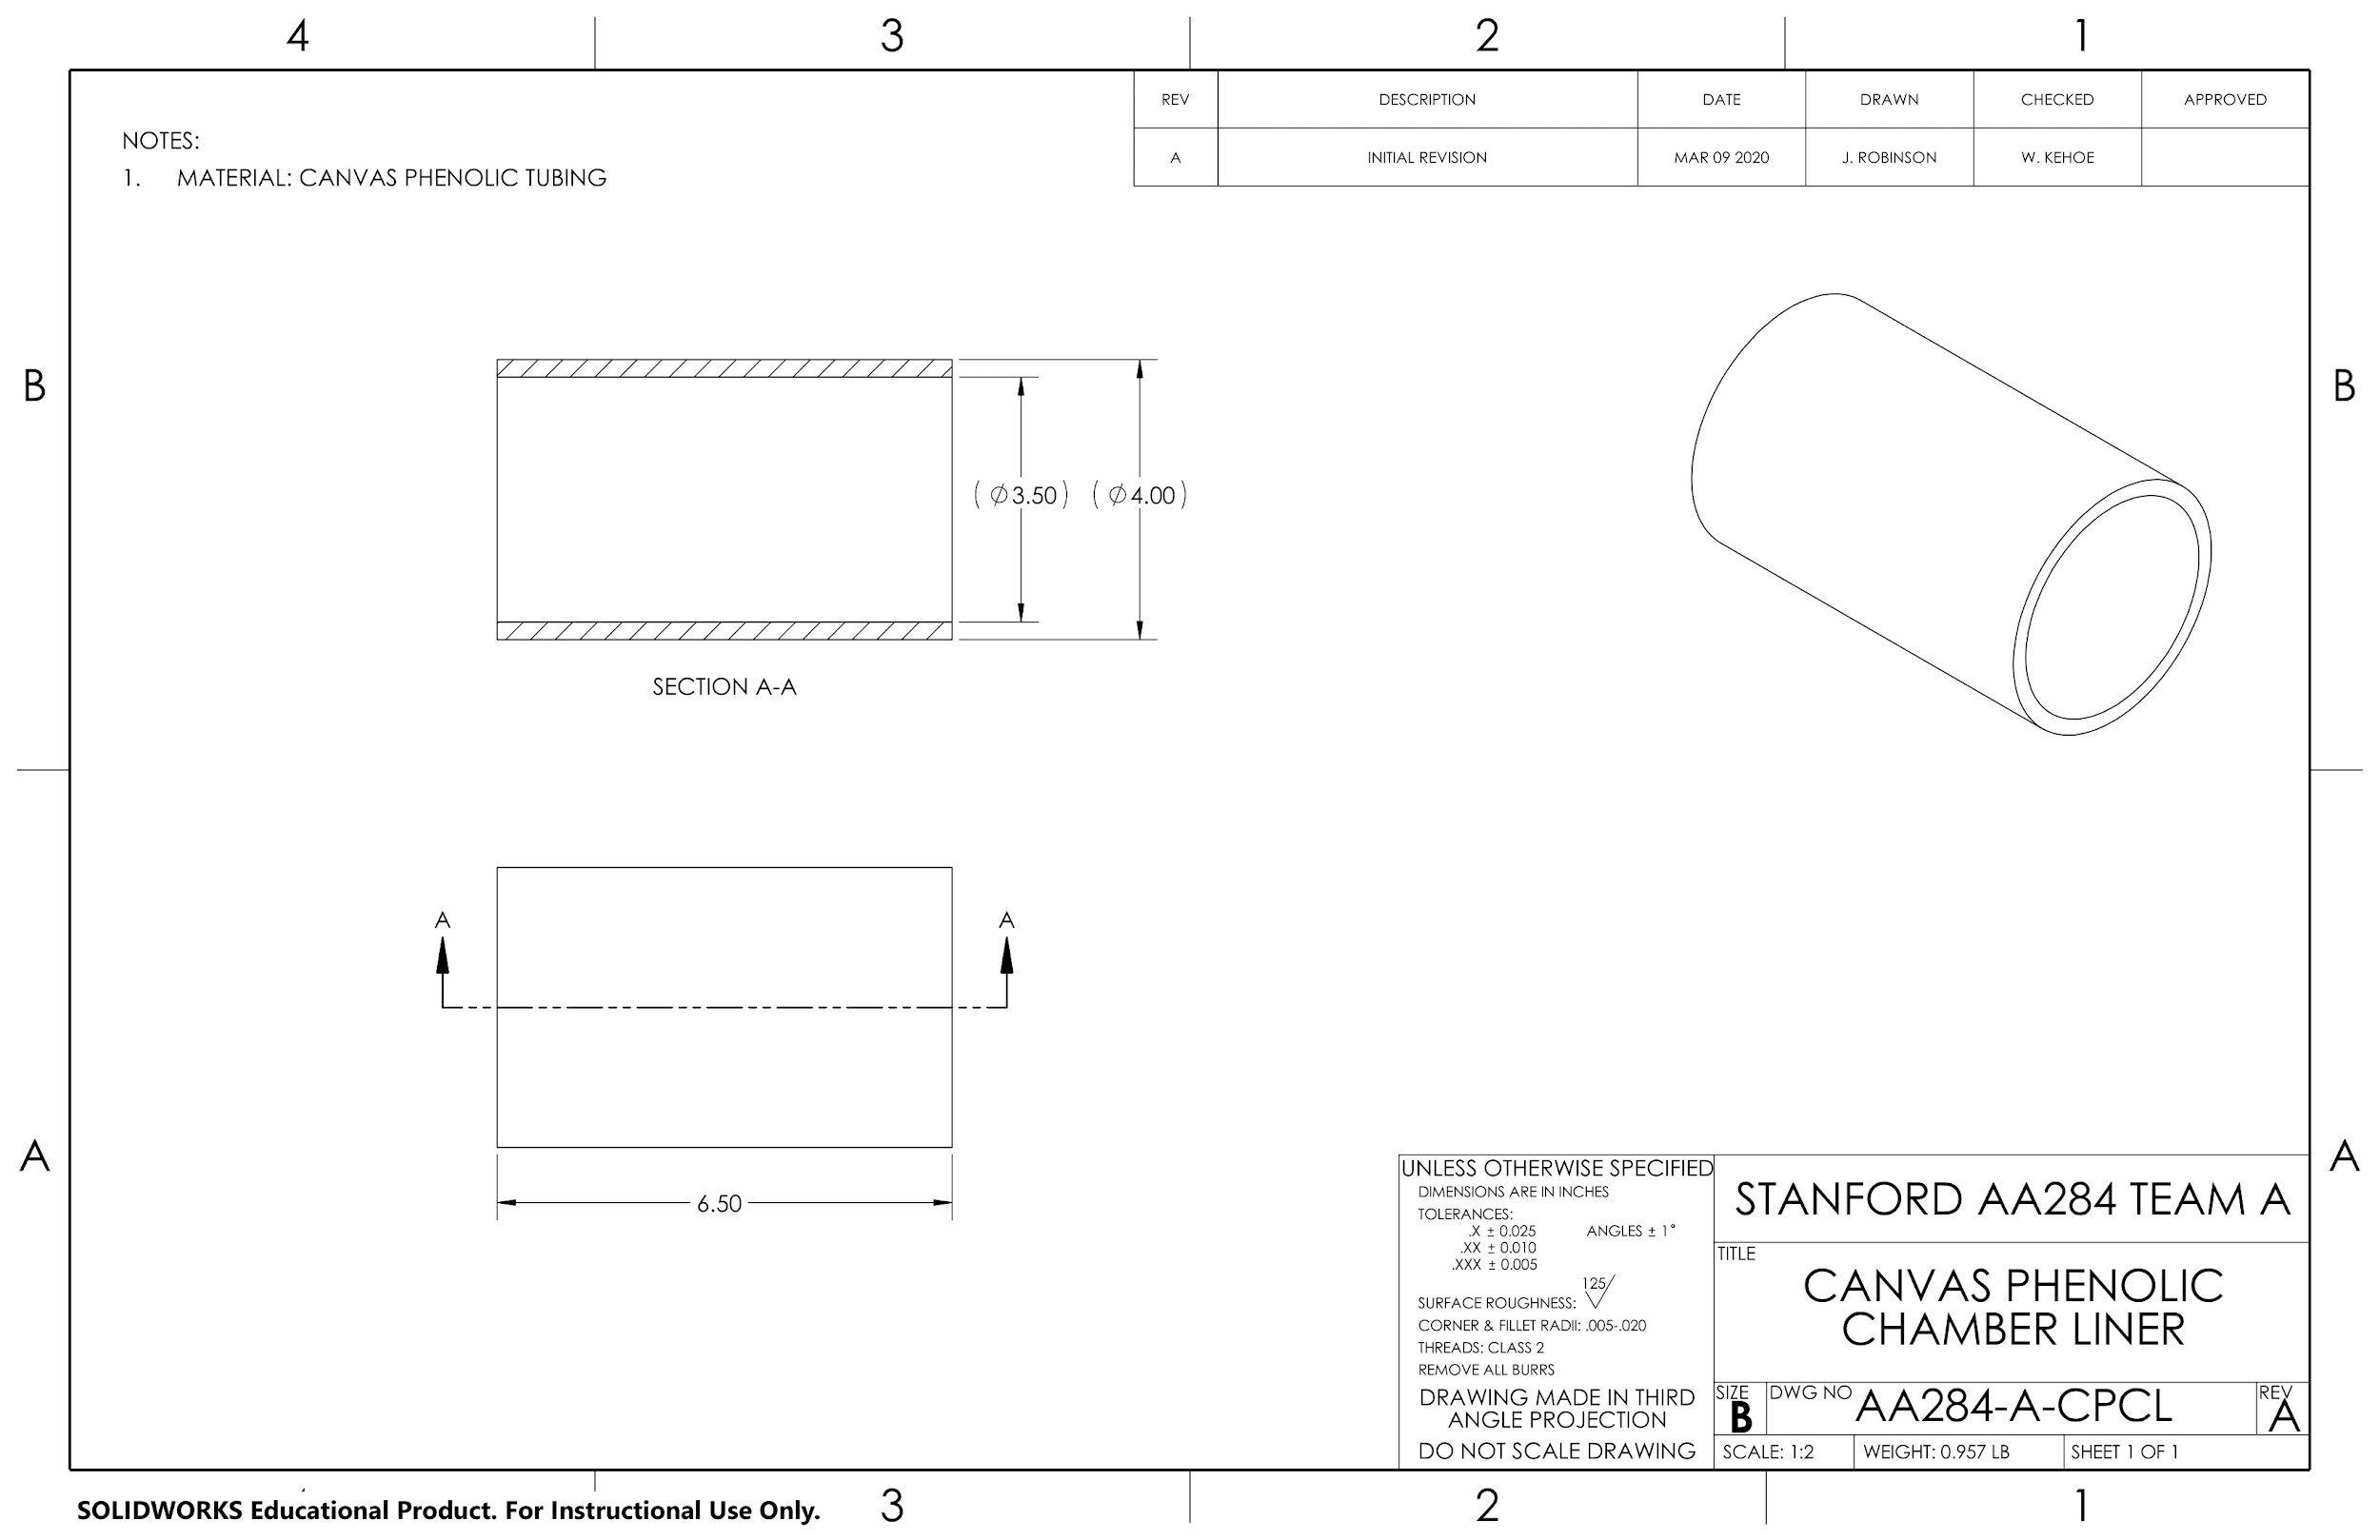 4 3 2 1
REV DESCRIPTION DATE DRAWN CHECKED APPROVED
A INITIAL REVISION MAR 09 2020 J. ROBINSON W. KEHOE
NOTES:
1. MATERIAL: CANVAS PHENOLIC TUBING
B B
( ∅3.50 ) ( ∅4.00 )
SECTION A-A
A A
A A
6.50
UNLESS OTHERWISE SPECIFIED
DIMENSIONS ARE IN INCHES
TOLERANCES:
.X ± 0.025 ANGLES ± 1°
.XX ± 0.010
.XXX ± 0.005
125
SURFACE ROUGHNESS:
CORNER & FILLET RADII: .005-.020
THREADS: CLASS 2
REMOVE ALL BURRS
DRAWING MADE IN THIRD
ANGLE PROJECTION
DO NOT SCALE DRAWING
STANFORD AA284 TEAM A
TITLE
CANVAS PHENOLIC
CHAMBER LINER
SIZE DWG NO REV
B AA284-A-CPCL A
SCALE: 1:2 WEIGHT: 0.957 LB SHEET 1 OF 1
SOLIDWORKS Educational Product. For Instructional Use Only.
3 2 1